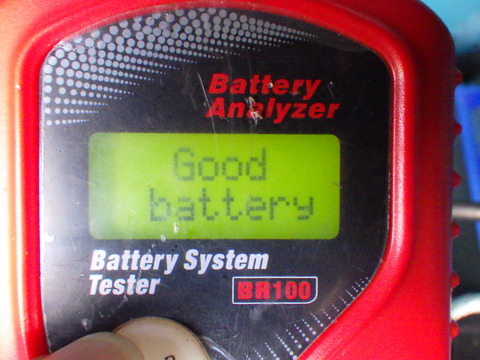 Battery
Analyzer
Good
battery
Battery System
Tester
BA100